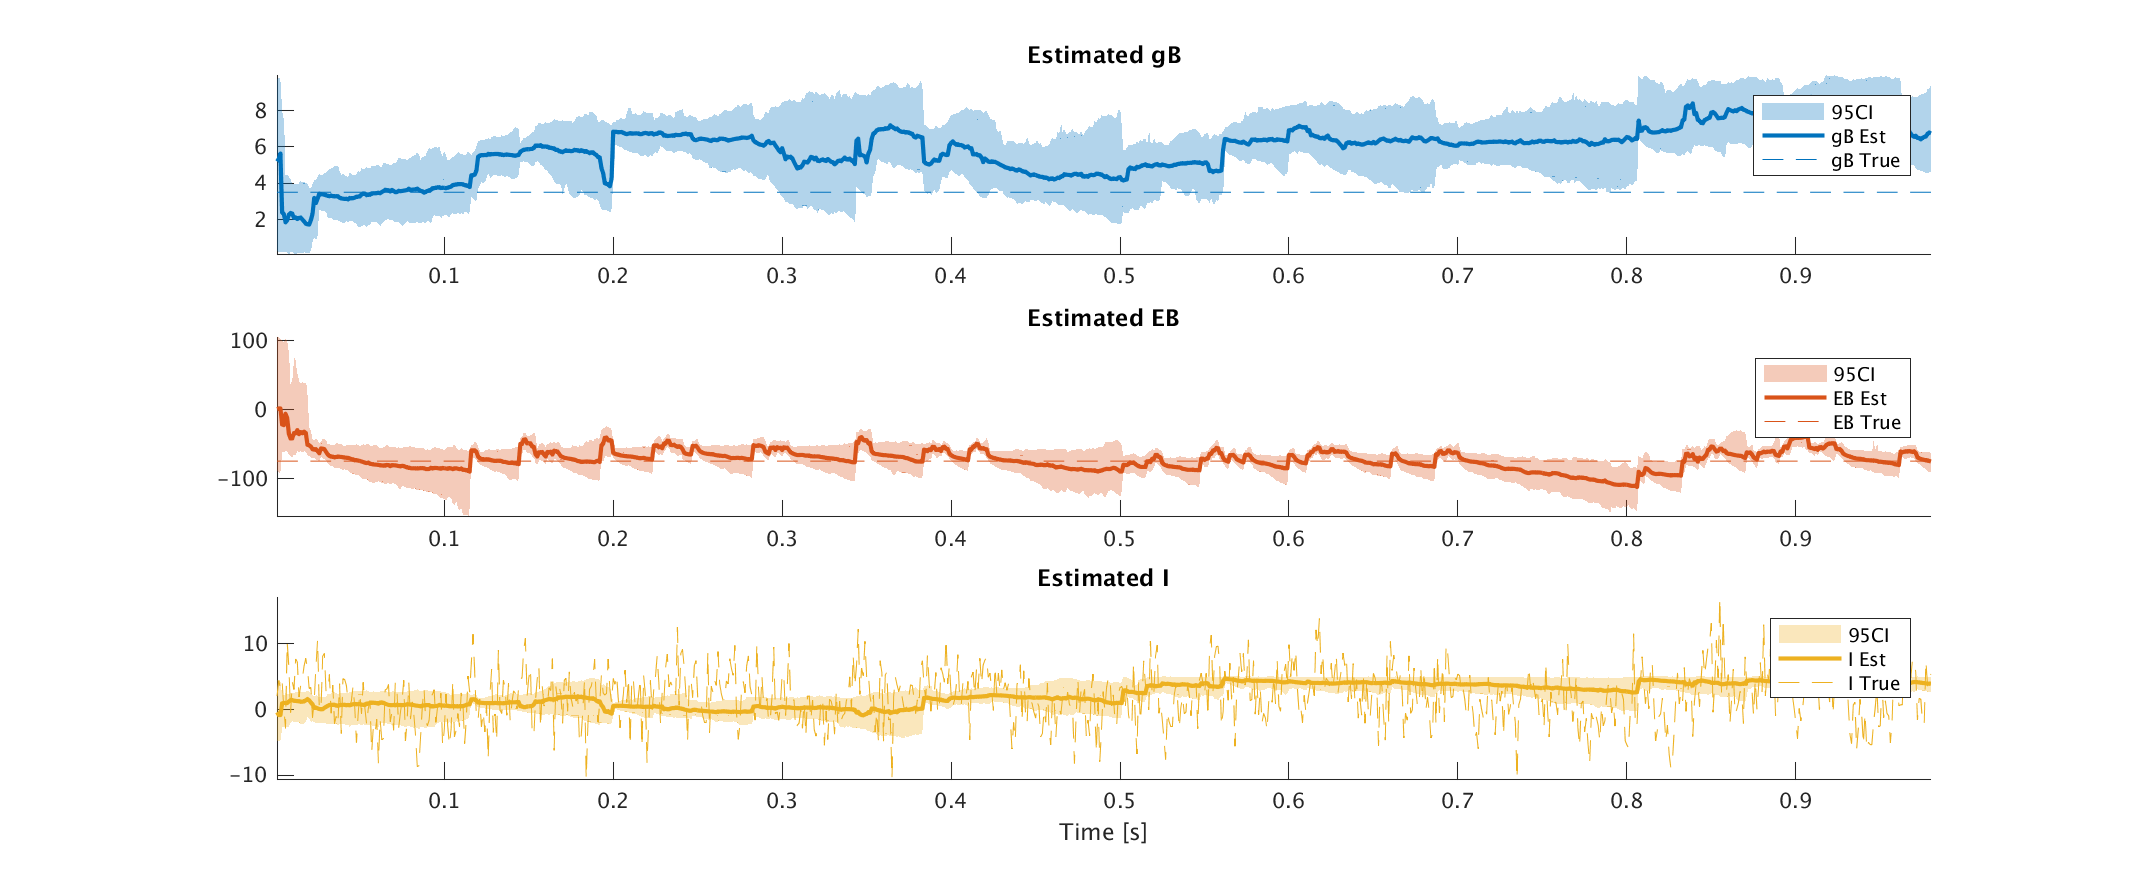 Estimated gB
8
6
4
2
95CI
gB Est
gB True
0.1 0.2 0.3 0.4 0.5 0.6 0.7 0.8 0.9
Estimated EB
100
0
-100
95CI
EB Est
EB True
0.1 0.2 0.3 0.4 0.5 0.6 0.7 0.8 0.9
Estimated I
10
0
-10
95CI
I Est
I True
0.1 0.2 0.3 0.4 0.5 0.6 0.7 0.8 0.9
Time [s]